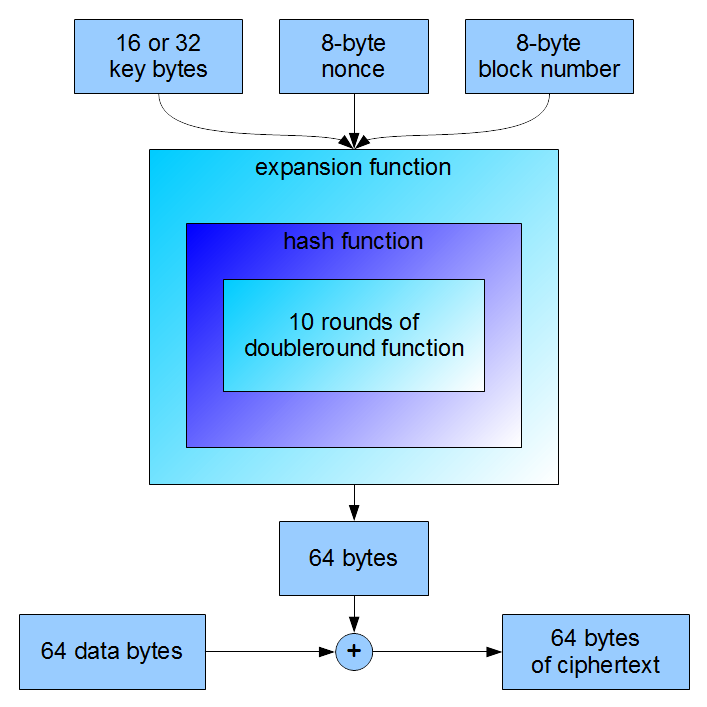 16 or 32
key bytes
8-byte
nonce
8-byte
block number
expansion function
hash function
10 rounds of
doubleround function
64 bytes
64 data bytes
+
64 bytes
of ciphertext